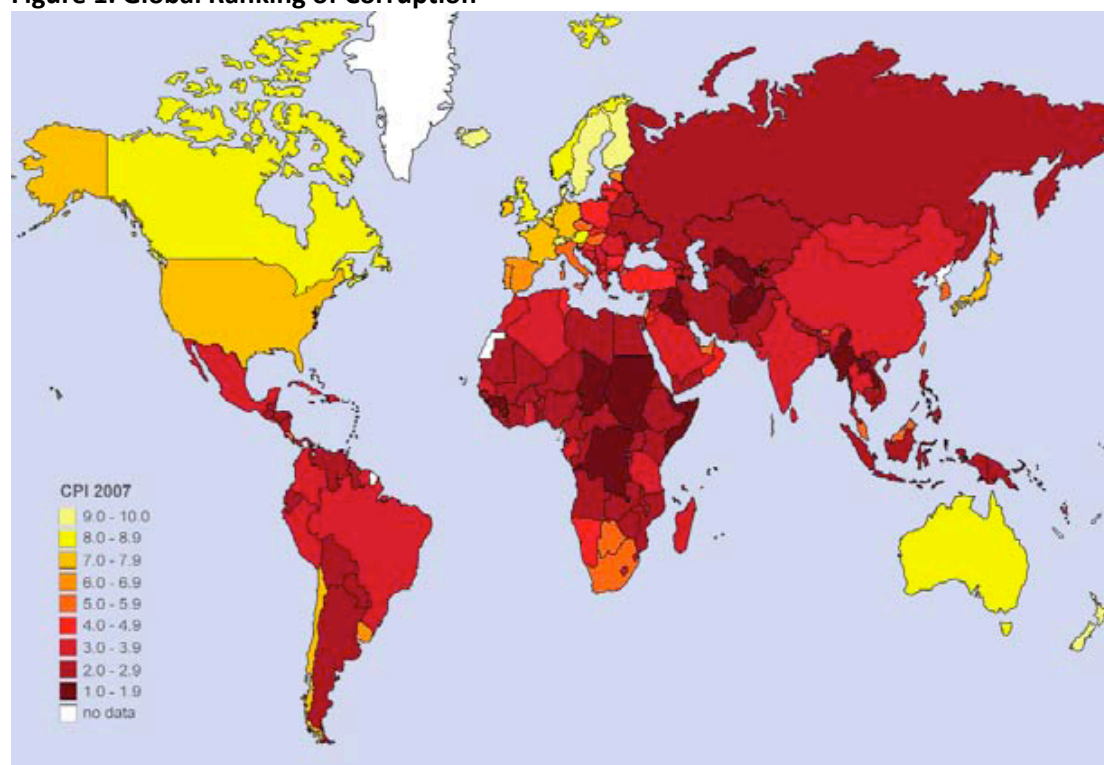 Figure 1: Global Ranking of Corruption
CPI 2007
9.0 - 10.0
8.0 - 8.9
7.0 - 7.9
6.0 - 6.9
5.0 - 5.9
4.0 - 4.9
3.0 - 3.9
2.0 - 2.9
1.0 - 1.9
no data